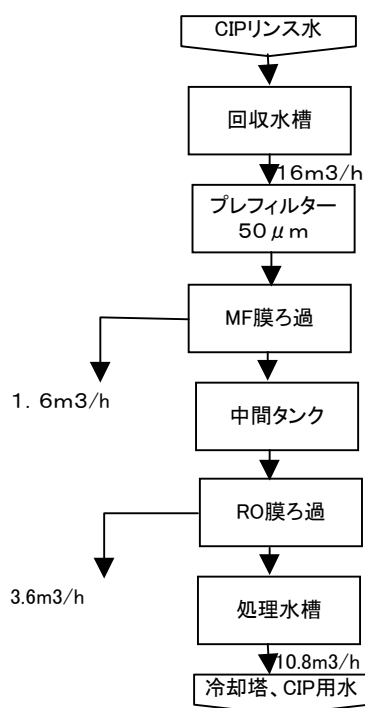 CIPリンス水
回収水槽
16m3/h
プレフィルター
50μm
MF膜ろ過
1．6m3/h
中間タンク
RO膜ろ過
3.6m3/h
処理水槽
10.8m3/h
冷却塔、CIP用水